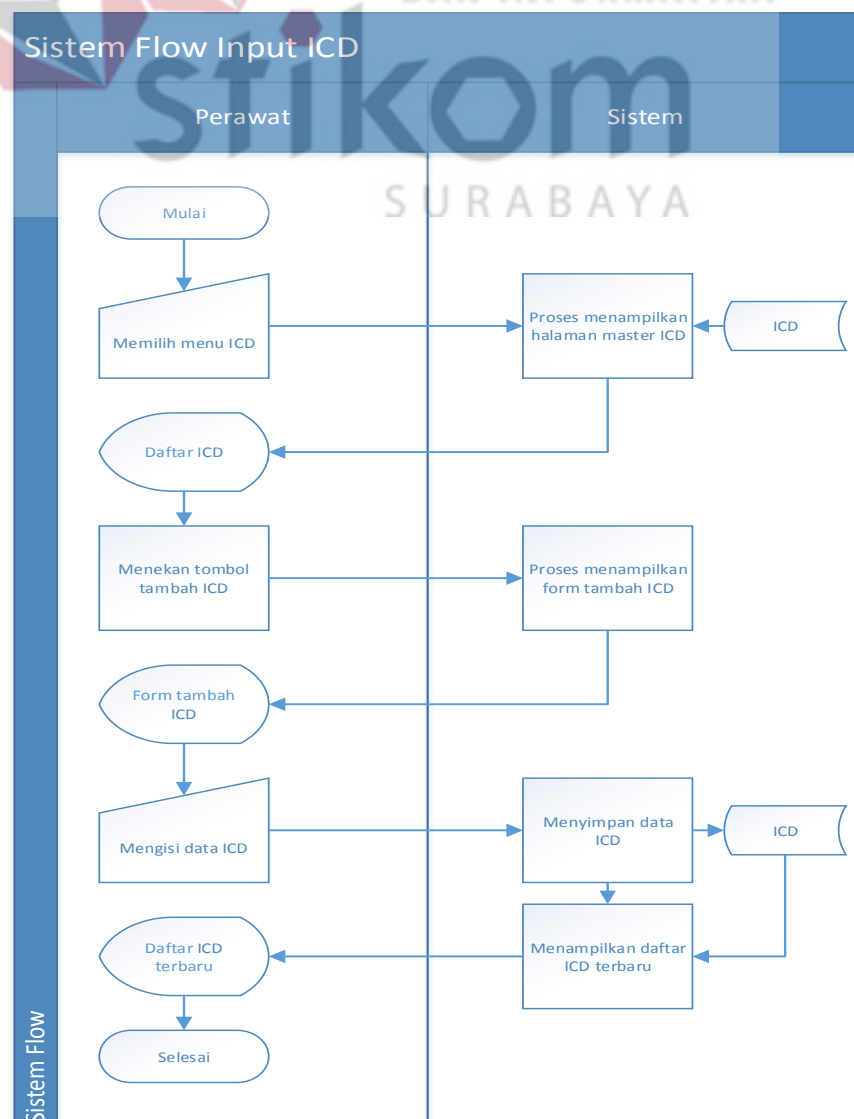 Sistem Flow Input ICD
stikom
SURABAYA
Perawat
Sistem
Mulai
Memilih menu ICD
Proses menampilkan
halaman master ICD
ICD
Daftar ICD
Menekan tombol
tambah ICD
Proses menampilkan
form tambah ICD
Form tambah
ICD
Mengisi data ICD
Menyimpan data
ICD
ICD
Daftar ICD
terbaru
Menampilkan daftar
ICD terbaru
Selesai
Sistem Flow